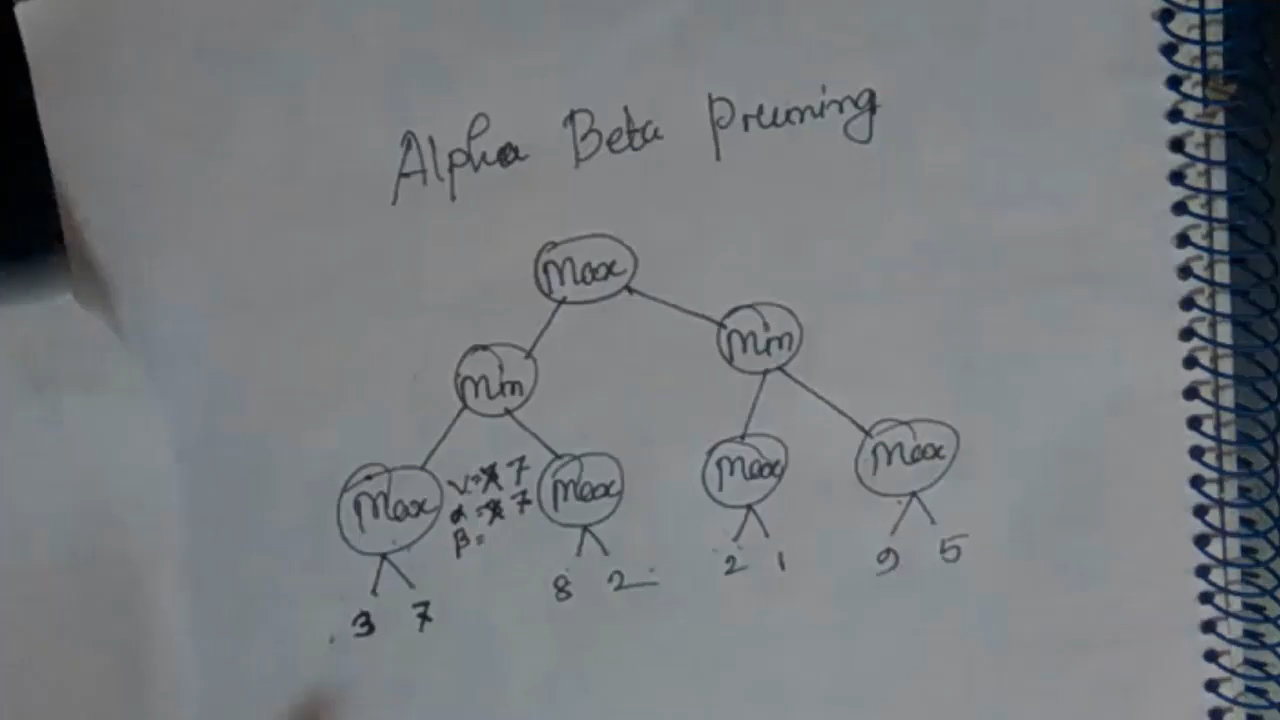 Alpha Beta Pruning
Max
Min
Min
Max
v = 7
α = 7
β =
Max
Max
Max
3 7
8 2
2 1
9 5